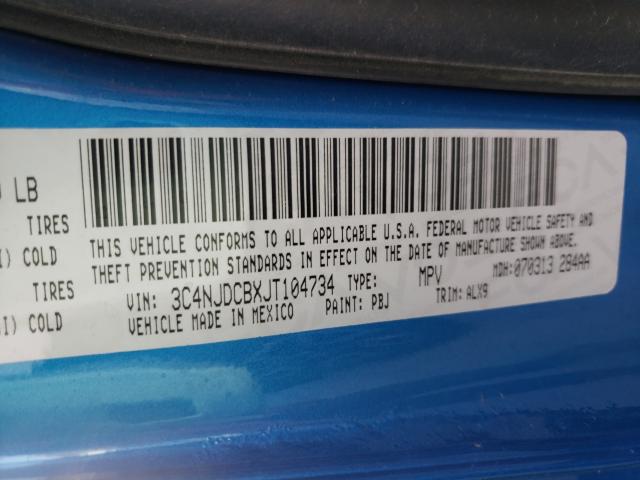 LB
TIRES
COLD
TIRES
COLD
THIS VEHICLE CONFORMS TO ALL APPLICABLE U.S.A. FEDERAL MOTOR VEHICLE SAFETY AND
THEFT PREVENTION STANDARDS IN EFFECT ON THE DATE OF MANUFACTURE SHOWN ABOVE.
VIN: 3C4NJDCBXJT104734 TYPE: MPV MDH:070313 284AA
VEHICLE MADE IN MEXICO PAINT: PBJ TRIM: ALX9